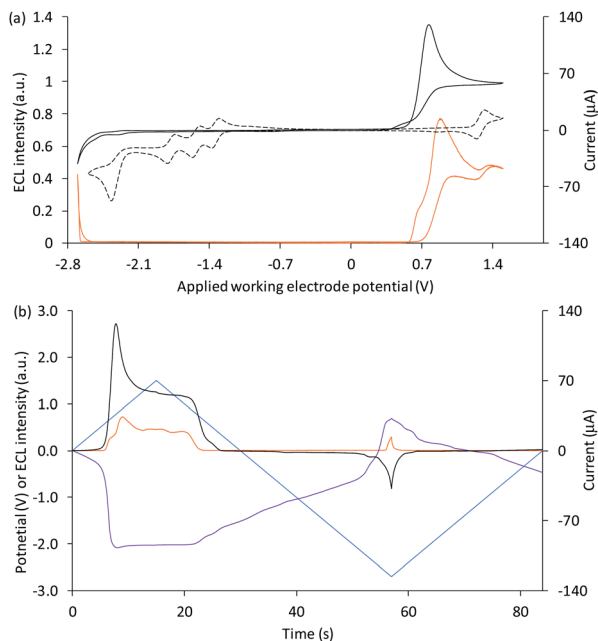 (a)
1.4
1.2
1
0.8
0.6
0.4
0.2
0
ECL intensity (a.u.)
140
70
0
-70
-140
Current (µA)
-2.8 -2.1 -1.4 -0.7 0 0.7 1.4
Applied working electrode potential (V)
(b)
3.0
2.0
1.0
0.0
-1.0
-2.0
-3.0
Potnetial (V) or ECL intensity (a.u.)
140
70
0
-70
-140
Current (µA)
0 20 40 60 80
Time (s)